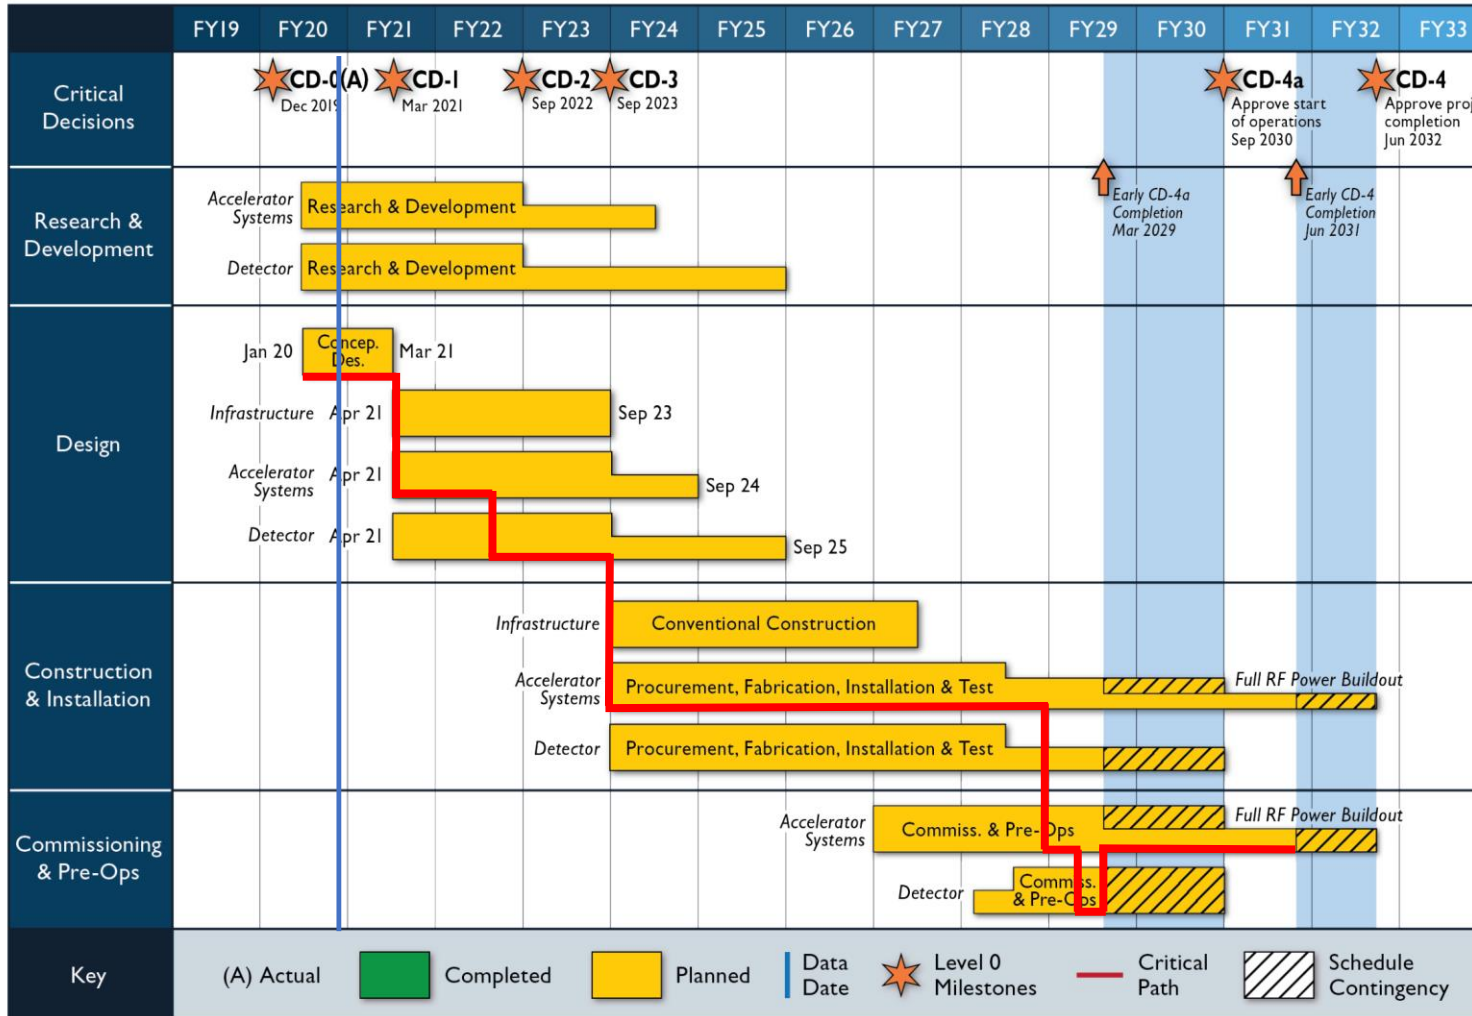 FY19 FY20 FY21 FY22 FY23 FY24 FY25 FY26 FY27 FY28 FY29 FY30 FY31 FY32 FY33
Critical
Decisions
CD-0(A)
Dec 2019
CD-1
Mar 2021
CD-2
Sep 2022
CD-3
Sep 2023
CD-4a
Approve start
of operations
Sep 2030
CD-4
Approve proj
completion
Jun 2032
Early CD-4a
Completion
Mar 2029
Early CD-4
Completion
Jun 2031
Research &
Development
Accelerator
Systems
Research & Development
Detector
Research & Development
Design
Jan 20
Concep.
Des.
Mar 21
Infrastructure
Apr 21
Sep 23
Accelerator
Systems
Apr 21
Sep 24
Detector
Apr 21
Sep 25
Construction
& Installation
Infrastructure
Conventional Construction
Accelerator
Systems
Procurement, Fabrication, Installation & Test
Full RF Power Buildout
Detector
Procurement, Fabrication, Installation & Test
Commissioning
& Pre-Ops
Accelerator
Systems
Commiss. & Pre-Ops
Full RF Power Buildout
Detector
Commiss.
& Pre-Ops
Key
(A) Actual
Completed
Planned
Data
Date
Level 0
Milestones
Critical
Path
Schedule
Contingency